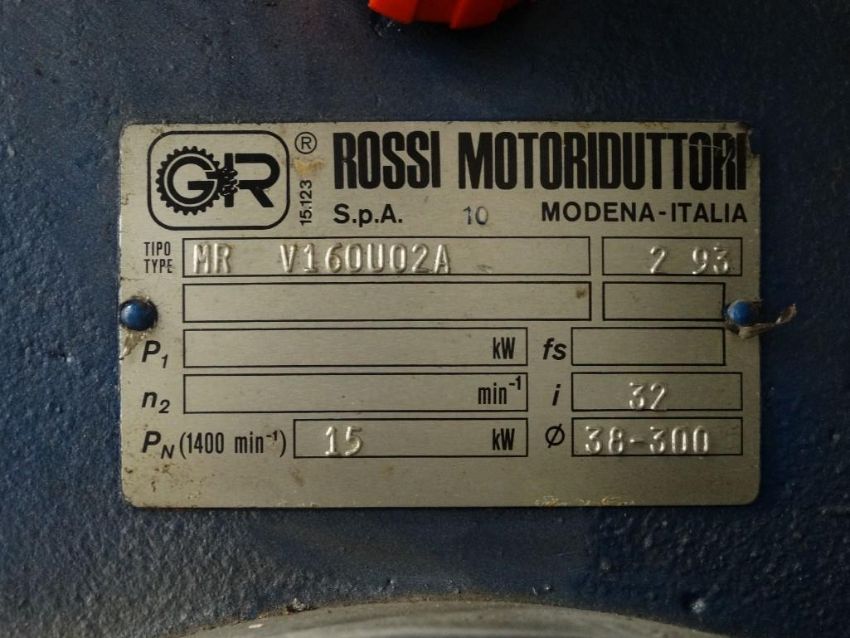 GR ® ROSSI MOTORIDUTTORI
15.123
S.p.A. 10 MODENA-ITALIA
TIPO
TYPE MR V160U02A 2 93
P1 kW fs
n2 min-1 i 32
PN (1400 min-1) 15 kW Ø 38-300